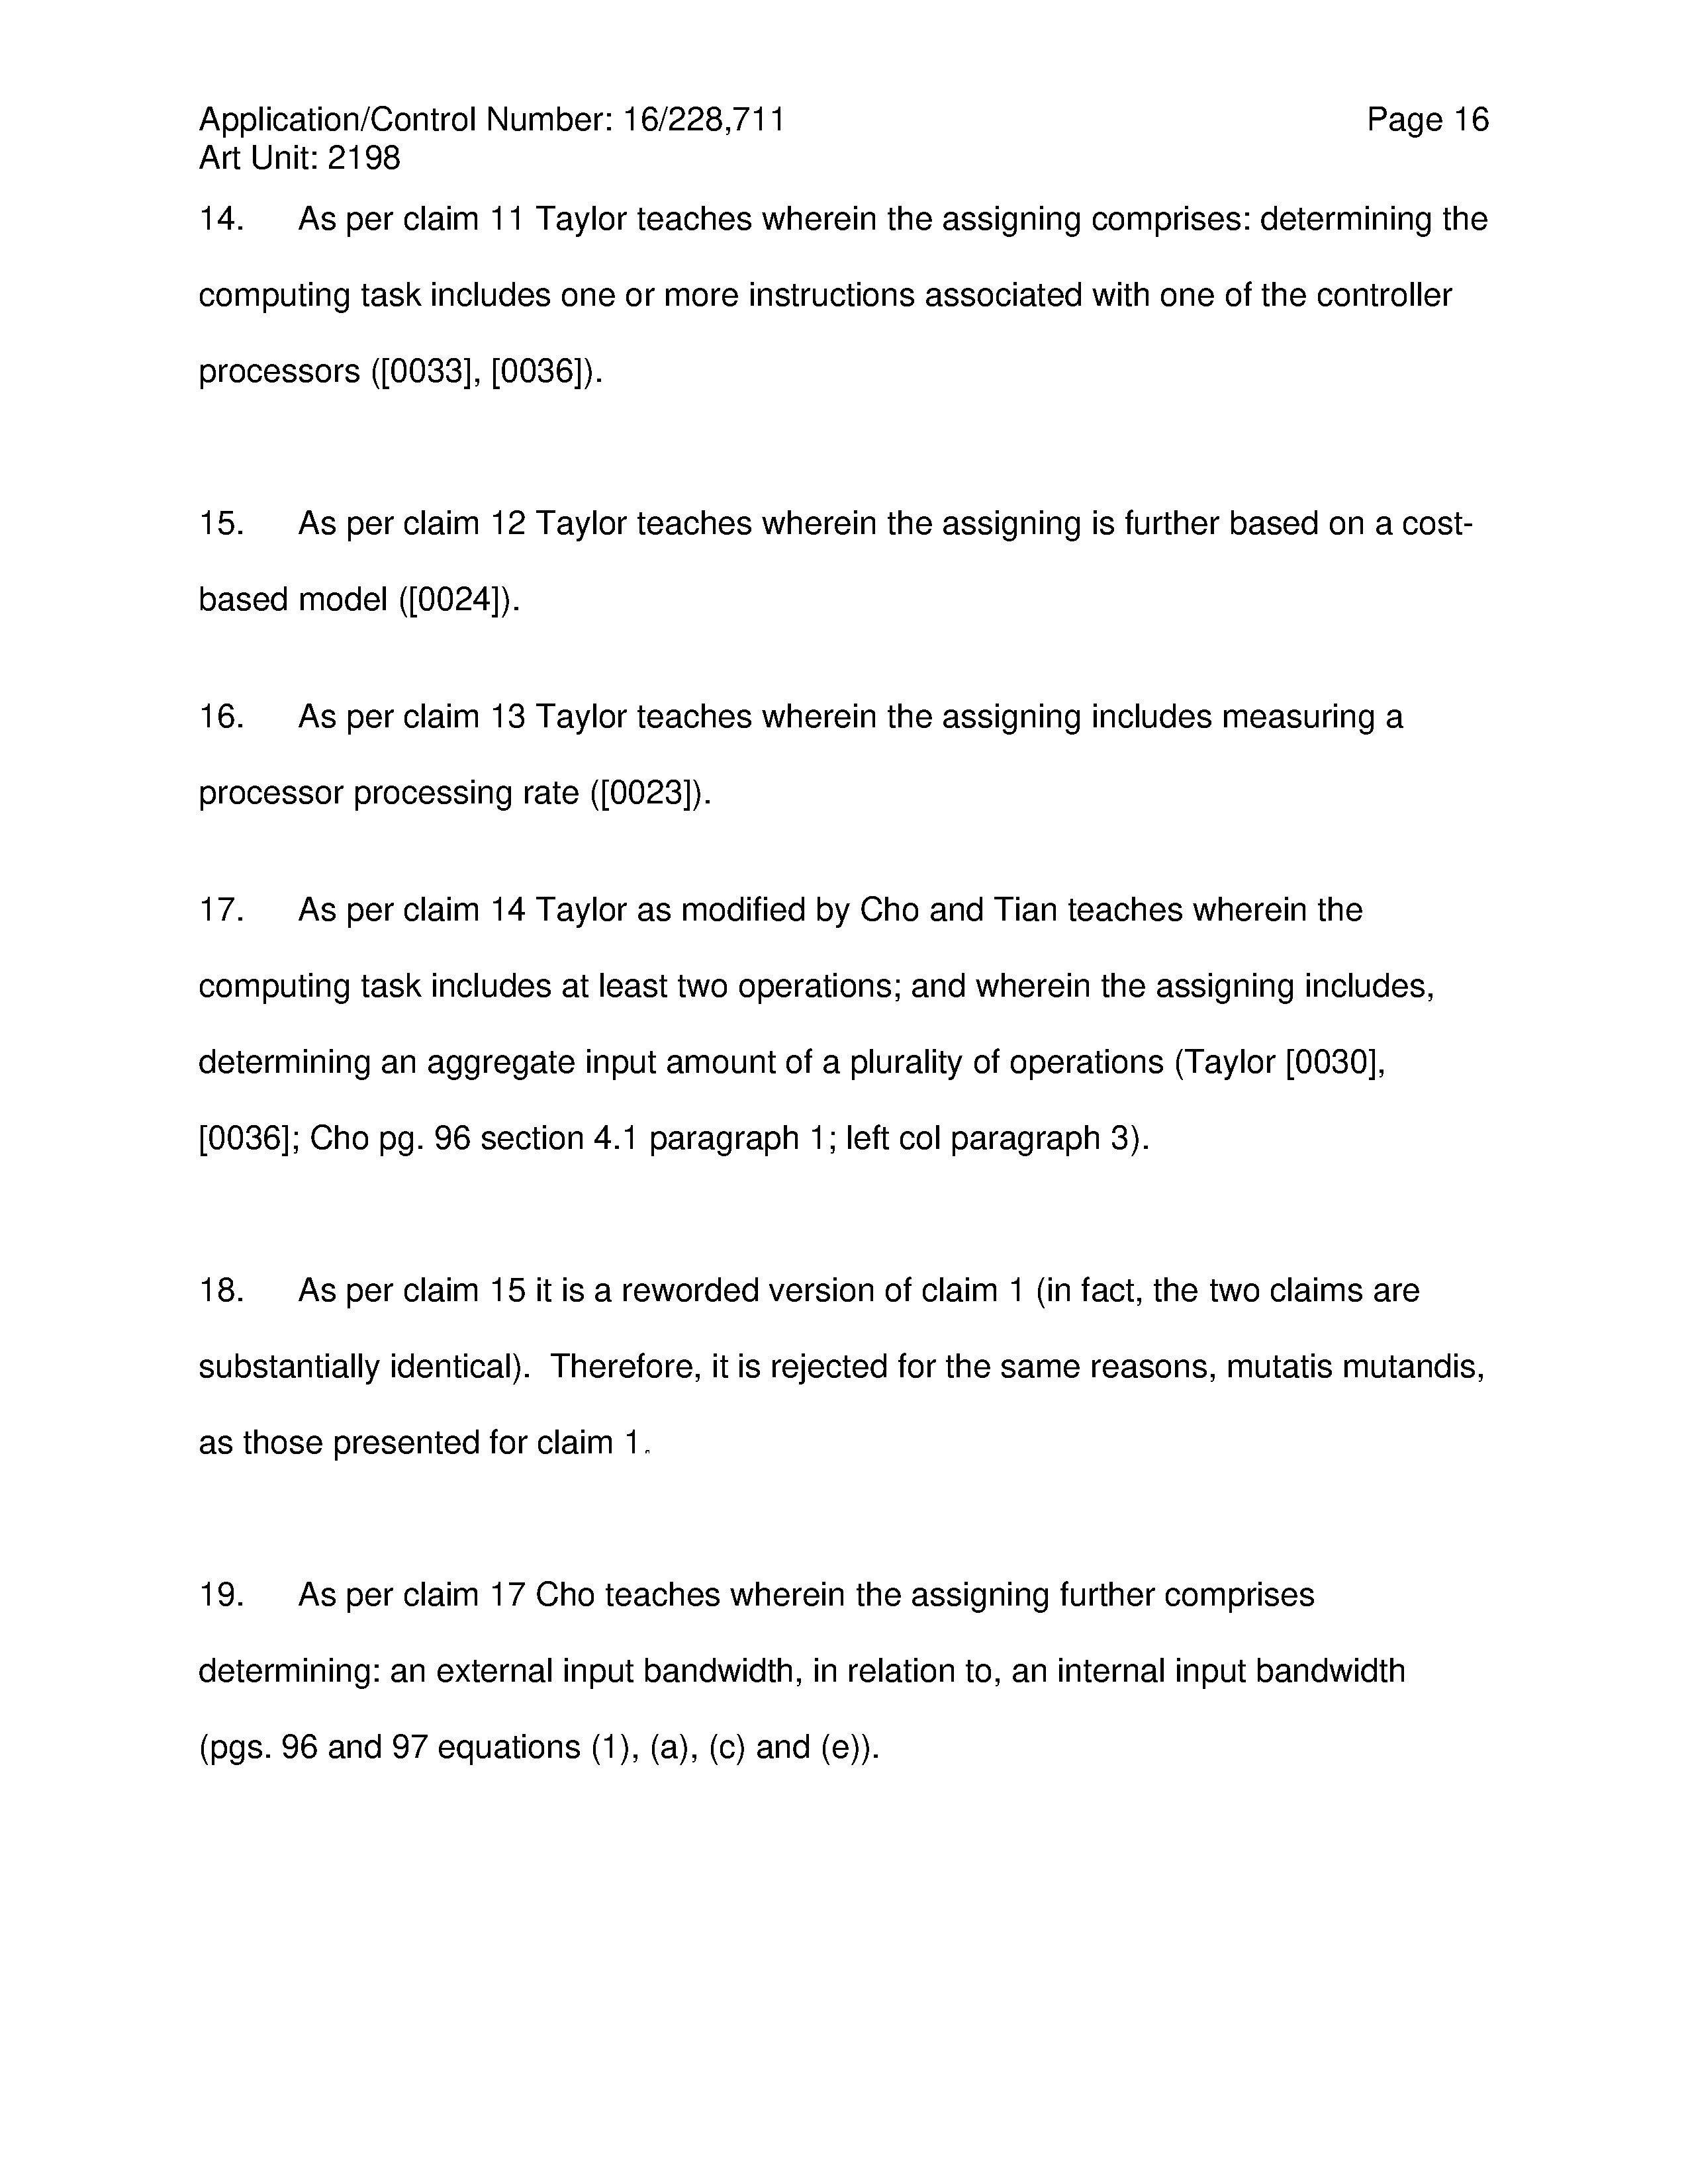 Application/Control Number: 16/228,711 Page 16
Art Unit: 2198
14. As per claim 11 Taylor teaches wherein the assigning comprises: determining the
computing task includes one or more instructions associated with one of the controller
processors ([0033], [0036]).
15. As per claim 12 Taylor teaches wherein the assigning is further based on a cost-
based model ([0024]).
16. As per claim 13 Taylor teaches wherein the assigning includes measuring a
processor processing rate ([0023]).
17. As per claim 14 Taylor as modified by Cho and Tian teaches wherein the
computing task includes at least two operations; and wherein the assigning includes,
determining an aggregate input amount of a plurality of operations (Taylor [0030],
[0036]; Cho pg. 96 section 4.1 paragraph 1; left col paragraph 3).
18. As per claim 15 it is a reworded version of claim 1 (in fact, the two claims are
substantially identical).  Therefore, it is rejected for the same reasons, mutatis mutandis,
as those presented for claim 1.
19. As per claim 17 Cho teaches wherein the assigning further comprises
determining: an external input bandwidth, in relation to, an internal input bandwidth
(pgs. 96 and 97 equations (1), (a), (c) and (e)).